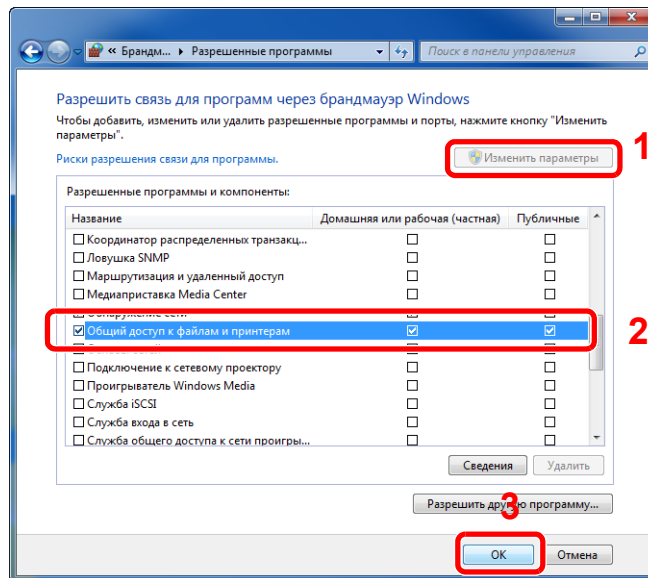 « Брандм... ▸ Разрешенные программы
Поиск в панели управления
Разрешить связь для программ через брандмауэр Windows
Чтобы добавить, изменить или удалить разрешенные программы и порты, нажмите кнопку "Изменить
параметры".
Риски разрешения связи для программы.
Изменить параметры
1
Разрешенные программы и компоненты:
Название Домашняя или рабочая (частная) Публичные
Координатор распределенных транзакц...
Ловушка SNMP
Маршрутизация и удаленный доступ
Медиаприставка Media Center
Обнаружение сети
Общий доступ к файлам и принтерам
2
Подключение к сетевому проектору
Проигрыватель Windows Media
Служба iSCSI
Служба входа в сеть
Служба общего доступа к сети проигры...
Сведения Удалить
Разрешить другую программу...
3
OK Отмена